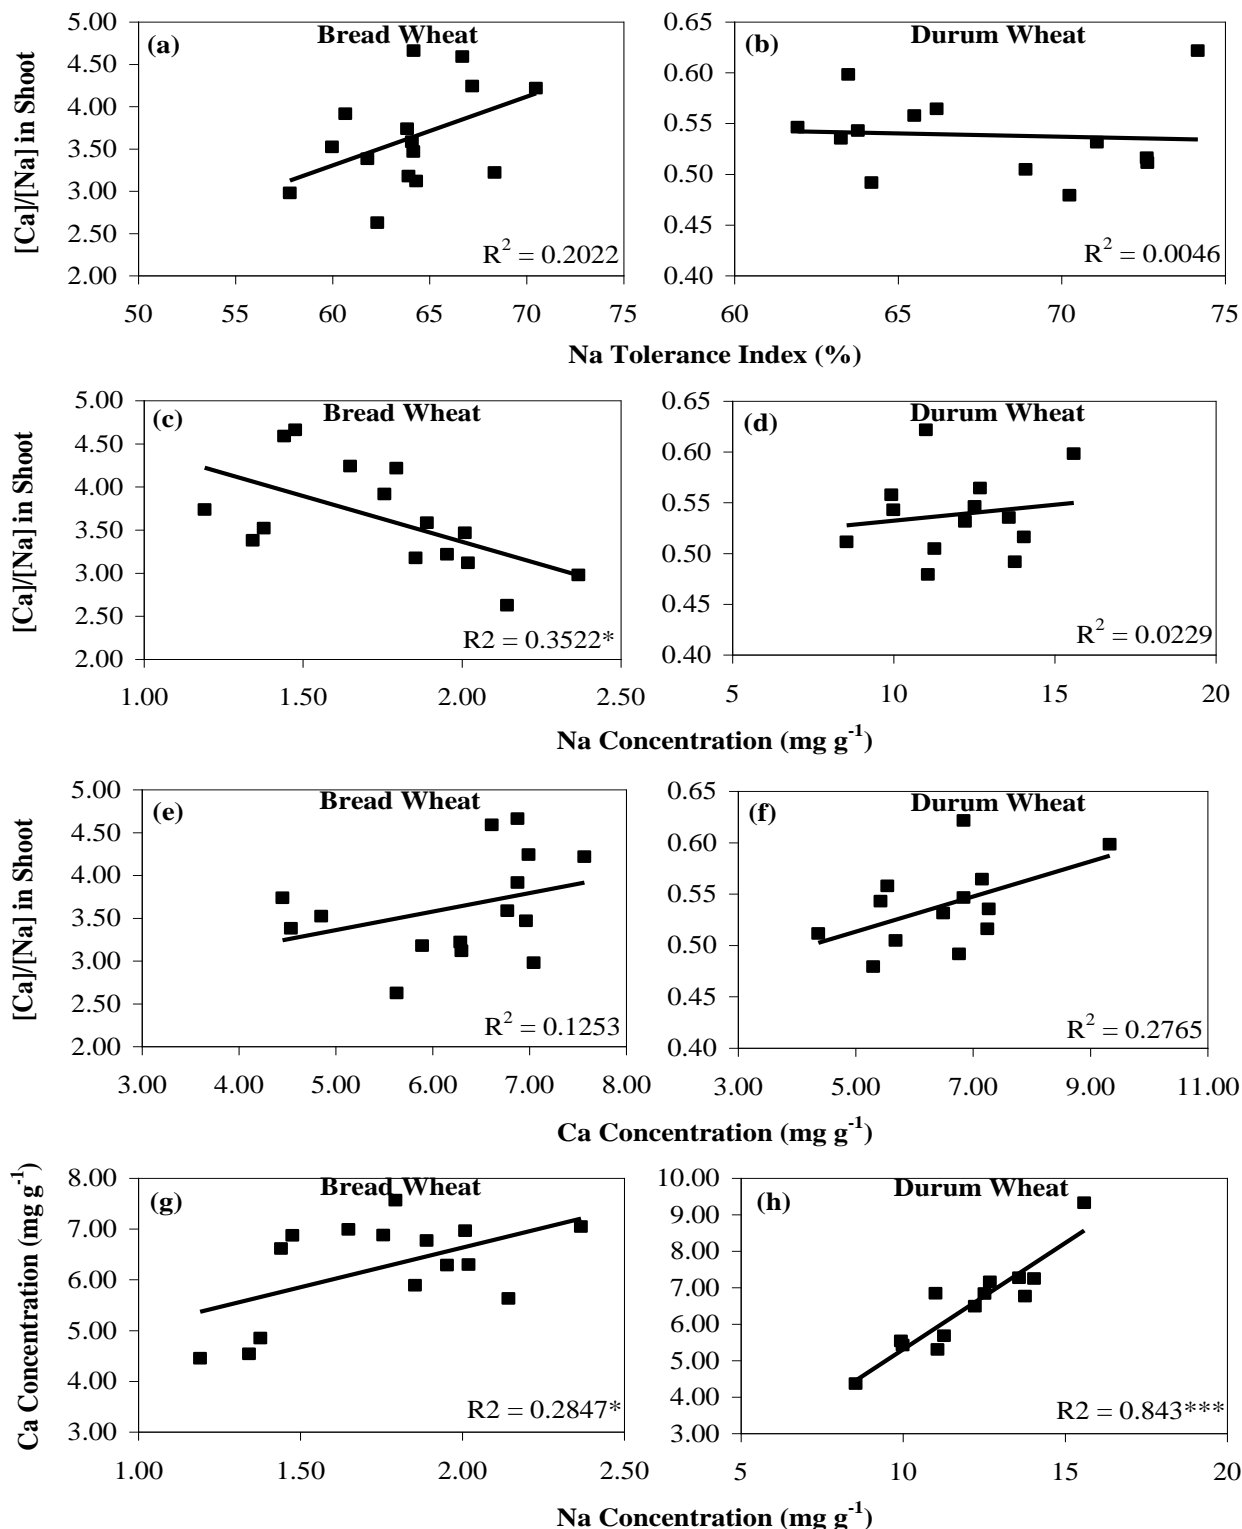 [Ca]/[Na] in Shoot
(a) Bread Wheat
5.00
4.50
4.00
3.50
3.00
2.50
2.00
R² = 0.2022
50 55 60 65 70 75
(b) Durum Wheat
0.65
0.60
0.55
0.50
0.45
0.40
R² = 0.0046
60 65 70 75
Na Tolerance Index (%)
[Ca]/[Na] in Shoot
(c) Bread Wheat
5.00
4.50
4.00
3.50
3.00
2.50
2.00
R2 = 0.3522*
1.00 1.50 2.00 2.50
(d) Durum Wheat
0.65
0.60
0.55
0.50
0.45
0.40
R² = 0.0229
5 10 15 20
Na Concentration (mg g⁻¹)
[Ca]/[Na] in Shoot
(e) Bread Wheat
5.00
4.50
4.00
3.50
3.00
2.50
2.00
R² = 0.1253
3.00 4.00 5.00 6.00 7.00 8.00
(f) Durum Wheat
0.65
0.60
0.55
0.50
0.45
0.40
R² = 0.2765
3.00 5.00 7.00 9.00 11.00
Ca Concentration (mg g⁻¹)
Ca Concentration (mg g⁻¹)
(g) Bread Wheat
8.00
7.00
6.00
5.00
4.00
3.00
R2 = 0.2847*
1.00 1.50 2.00 2.50
(h) Durum Wheat
10.00
9.00
8.00
7.00
6.00
5.00
4.00
3.00
R2 = 0.843***
5 10 15 20
Na Concentration (mg g⁻¹)